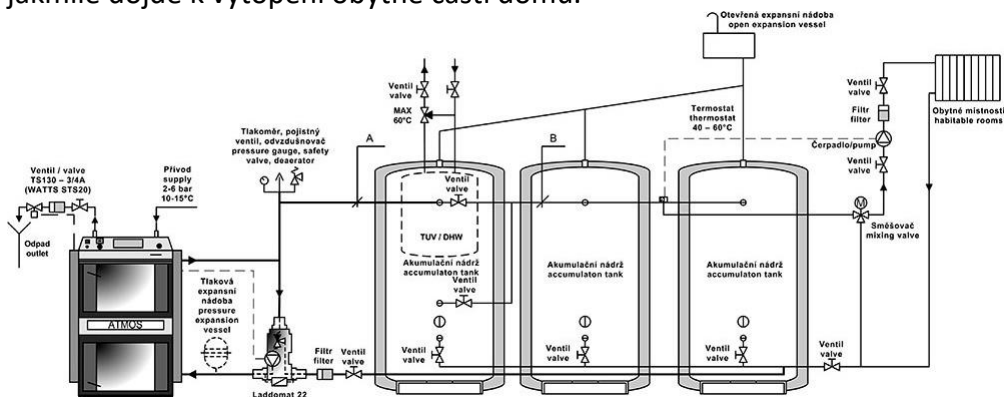 jakmile dojde k vytopení obytné části domu.
Otevřená expansní nádoba
open expansion vessel
Ventil
valve
MAX
60°C
Tlakoměr, pojistný
ventil, odvzdušnovač
pressure gauge, safety
valve, deaerator
A
B
Termostat
thermostat
40 – 60°C
Ventil
valve
Filtr
filter
Čerpadlo/pump
Ventil
valve
Obytné místnosti
habitable rooms
Ventil / valve
TS130 – 3/4A
(WATTS STS20)
Přívod
supply
2-6 bar
10-15°C
Odpad
outlet
Ventil
valve
TUV / DHW
M
Směšovač
mixing valve
Akumulační nádrž
accumulaton tank
Akumulační nádrž
accumulaton tank
Akumulační nádrž
accumulaton tank
Ventil
valve
Tlaková
expansní
nádoba
pressure
expansion
vessel
ATMOS
Filtr
filter
Ventil
valve
Ventil
valve
Ventil
valve
Ventil
valve
Ventil
valve
Laddomat 22